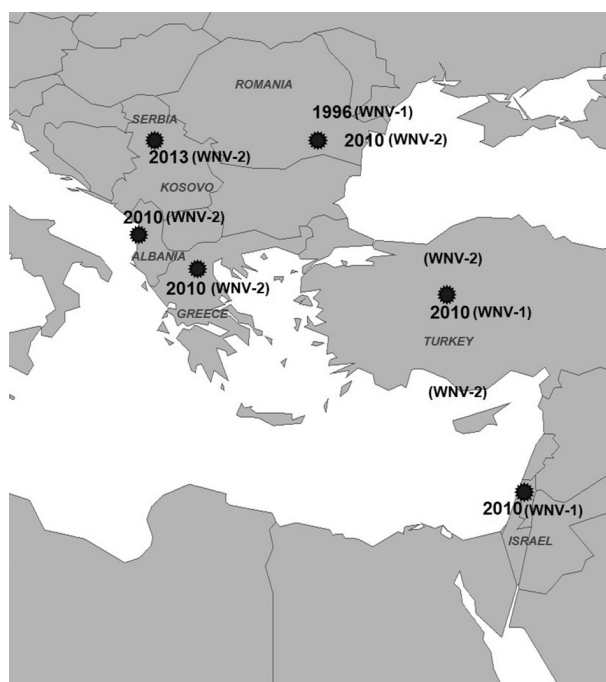 ROMANIA
1996 (WNV-1)
SERBIA
2010 (WNV-2)
2013 (WNV-2)
KOSOVO
2010 (WNV-2)
ALBANIA
(WNV-2)
2010 (WNV-2)
2010 (WNV-1)
GREECE
TURKEY
(WNV-2)
2010 (WNV-1)
ISRAEL